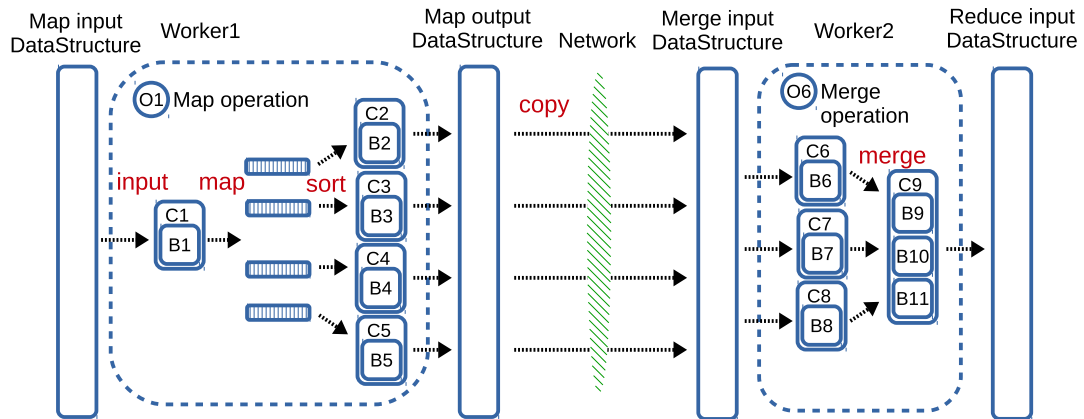 Map input
DataStructure
Worker1
Map output
DataStructure
Network
Merge input
DataStructure
Worker2
Reduce input
DataStructure
O1 Map operation
copy
O6 Merge
operation
input
map
sort
merge
C1
B1
C2
B2
C3
B3
C4
B4
C5
B5
C6
B6
C7
B7
C8
B8
C9
B9
B10
B11